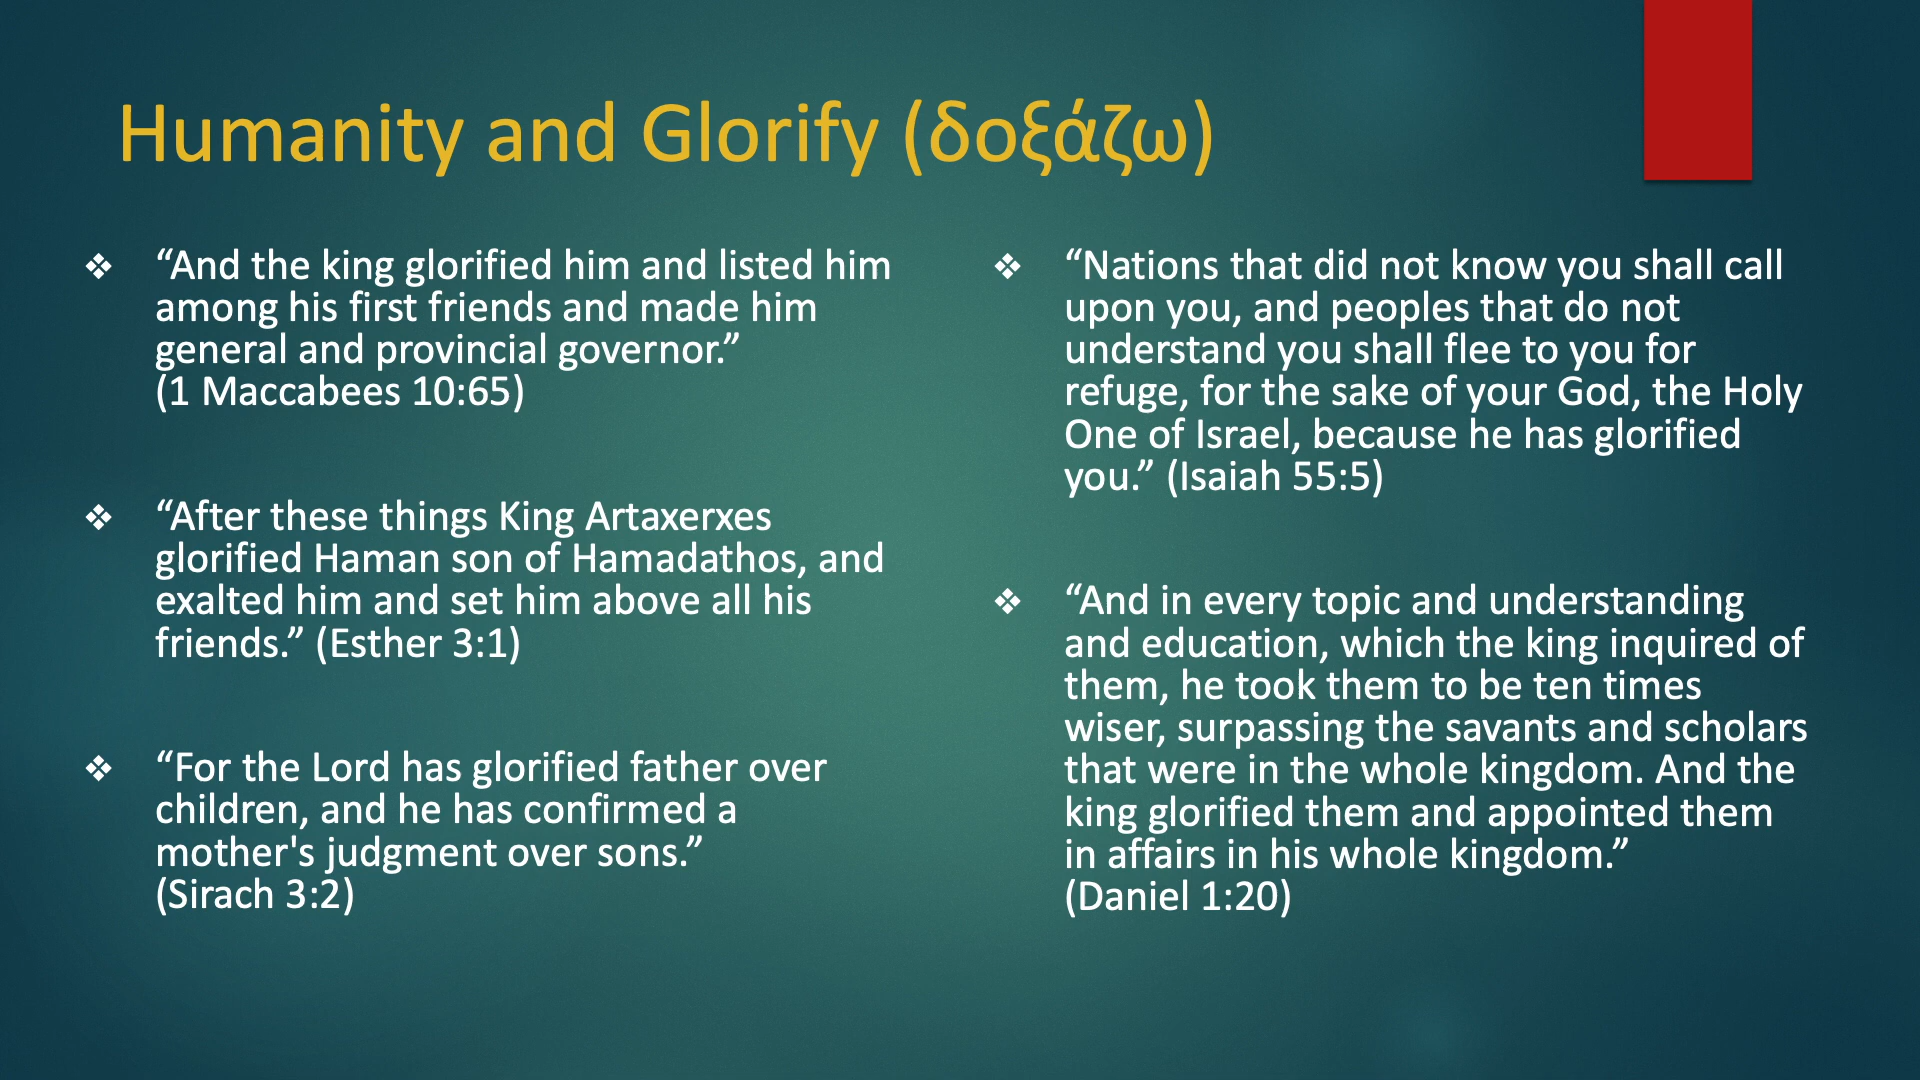 Humanity and Glorify (δοξάζω)
❖ “And the king glorified him and listed him
among his first friends and made him
general and provincial governor.”
(1 Maccabees 10:65)
❖ “After these things King Artaxerxes
glorified Haman son of Hamadathos, and
exalted him and set him above all his
friends.” (Esther 3:1)
❖ “For the Lord has glorified father over
children, and he has confirmed a
mother's judgment over sons.”
(Sirach 3:2)
❖ “Nations that did not know you shall call
upon you, and peoples that do not
understand you shall flee to you for
refuge, for the sake of your God, the Holy
One of Israel, because he has glorified
you.” (Isaiah 55:5)
❖ “And in every topic and understanding
and education, which the king inquired of
them, he took them to be ten times
wiser, surpassing the savants and scholars
that were in the whole kingdom. And the
king glorified them and appointed them
in affairs in his whole kingdom.”
(Daniel 1:20)